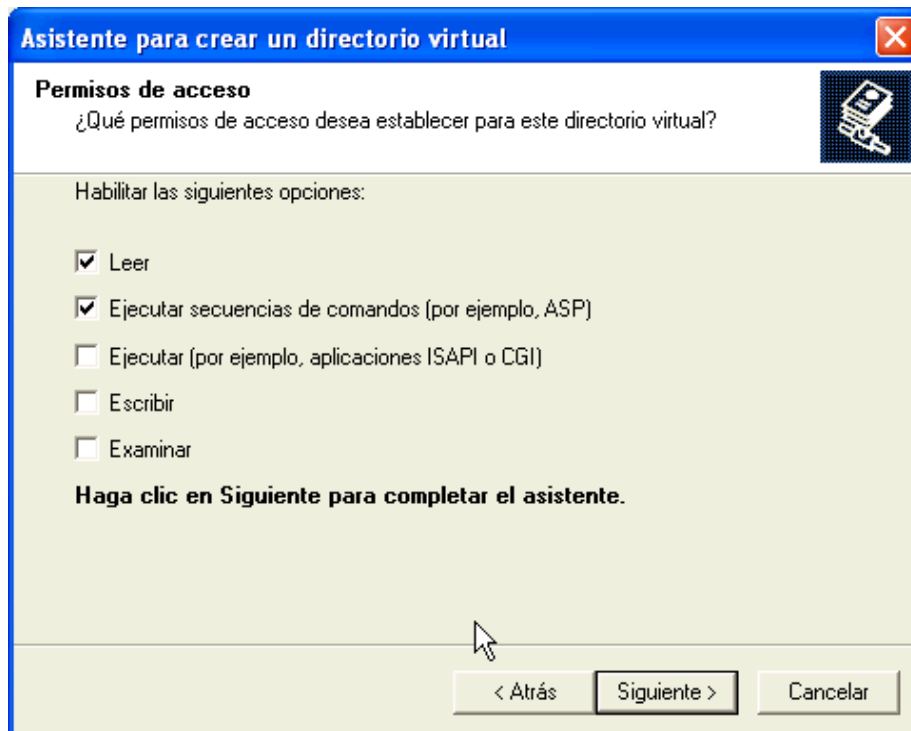 Asistente para crear un directorio virtual
Permisos de acceso
¿Qué permisos de acceso desea establecer para este directorio virtual?
Habilitar las siguientes opciones:
Leer
Ejecutar secuencias de comandos (por ejemplo, ASP)
Ejecutar (por ejemplo, aplicaciones ISAPI o CGI)
Escribir
Examinar
Haga clic en Siguiente para completar el asistente.
< Atrás Siguiente > Cancelar